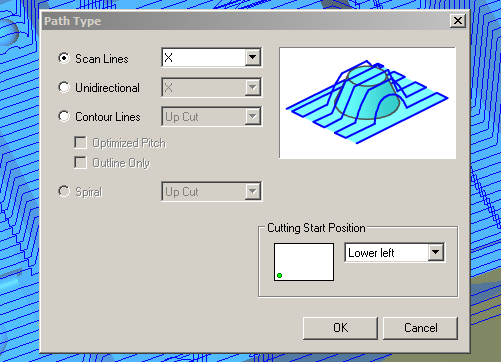 Path Type
Scan Lines X
Unidirectional X
Contour Lines Up Cut
Optimized Pitch
Outline Only
Spiral Up Cut
Cutting Start Position
Lower left
OK Cancel